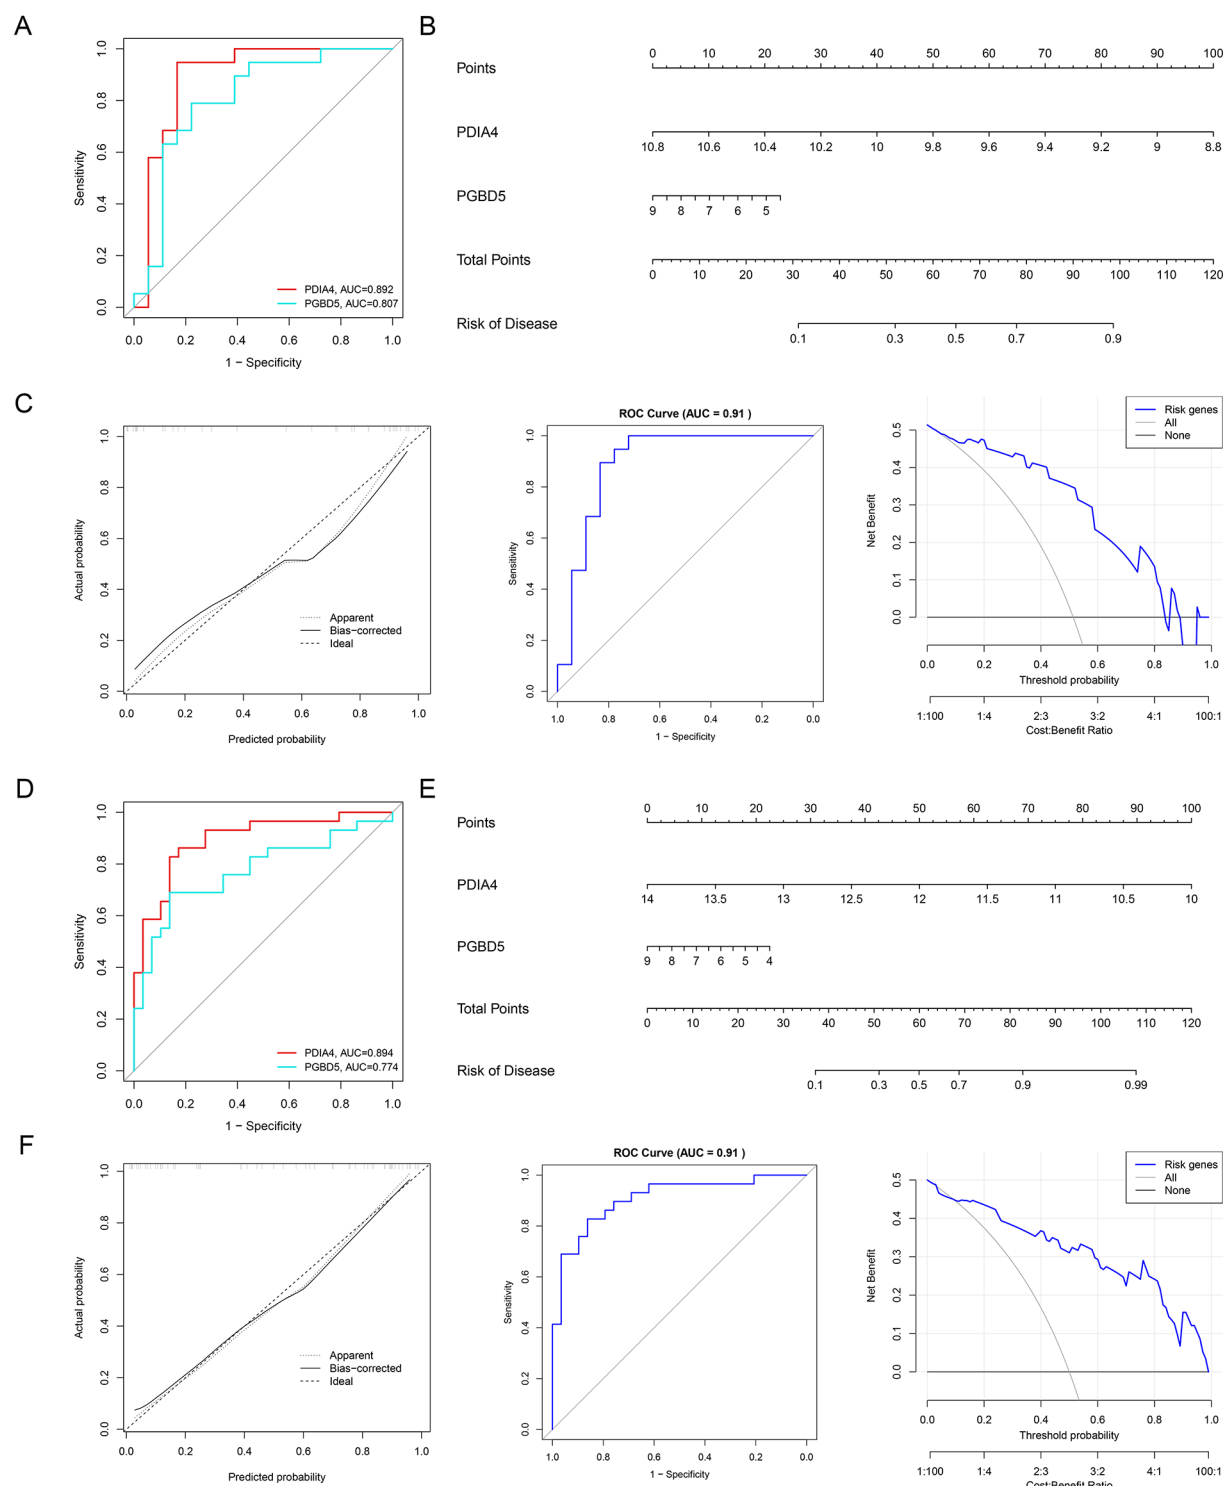 A
1.0
0.8
0.6
0.4
0.2
0.0
Sensitivity
PDIA4, AUC=0.892
PGBD5, AUC=0.807
0.0 0.2 0.4 0.6 0.8 1.0
1 − Specificity
B
0 10 20 30 40 50 60 70 80 90 100
Points
PDIA4
10.8 10.6 10.4 10.2 10 9.8 9.6 9.4 9.2 9 8.8
PGBD5
9 8 7 6 5
Total Points
0 10 20 30 40 50 60 70 80 90 100 110 120
Risk of Disease
0.1 0.3 0.5 0.7 0.9
C
1.0
0.8
0.6
0.4
0.2
0.0
Actual probability
Apparent
Bias−corrected
Ideal
0.0 0.2 0.4 0.6 0.8 1.0
Predicted probability
ROC Curve (AUC = 0.91 )
1.0
0.8
0.6
0.4
0.2
0.0
Sensitivity
1.0 0.8 0.6 0.4 0.2 0.0
1 − Specificity
Risk genes
All
None
0.5
0.4
0.3
0.2
0.1
0.0
Net Benefit
0.0 0.2 0.4 0.6 0.8 1.0
Threshold probability
1:100 1:4 2:3 3:2 4:1 100:1
Cost:Benefit Ratio
D
1.0
0.8
0.6
0.4
0.2
0.0
Sensitivity
PDIA4, AUC=0.894
PGBD5, AUC=0.774
0.0 0.2 0.4 0.6 0.8 1.0
1 − Specificity
E
0 10 20 30 40 50 60 70 80 90 100
Points
PDIA4
14 13.5 13 12.5 12 11.5 11 10.5 10
PGBD5
9 8 7 6 5 4
Total Points
0 10 20 30 40 50 60 70 80 90 100 110 120
Risk of Disease
0.1 0.3 0.5 0.7 0.9 0.99
F
1.0
0.8
0.6
0.4
0.2
0.0
Actual probability
Apparent
Bias−corrected
Ideal
0.0 0.2 0.4 0.6 0.8 1.0
Predicted probability
ROC Curve (AUC = 0.91 )
1.0
0.8
0.6
0.4
0.2
0.0
Sensitivity
1.0 0.8 0.6 0.4 0.2 0.0
1 − Specificity
Risk genes
All
None
0.5
0.4
0.3
0.2
0.1
0.0
Net Benefit
0.0 0.2 0.4 0.6 0.8 1.0
Threshold probability
1:100 1:4 2:3 3:2 4:1 100:1
Cost:Benefit Ratio